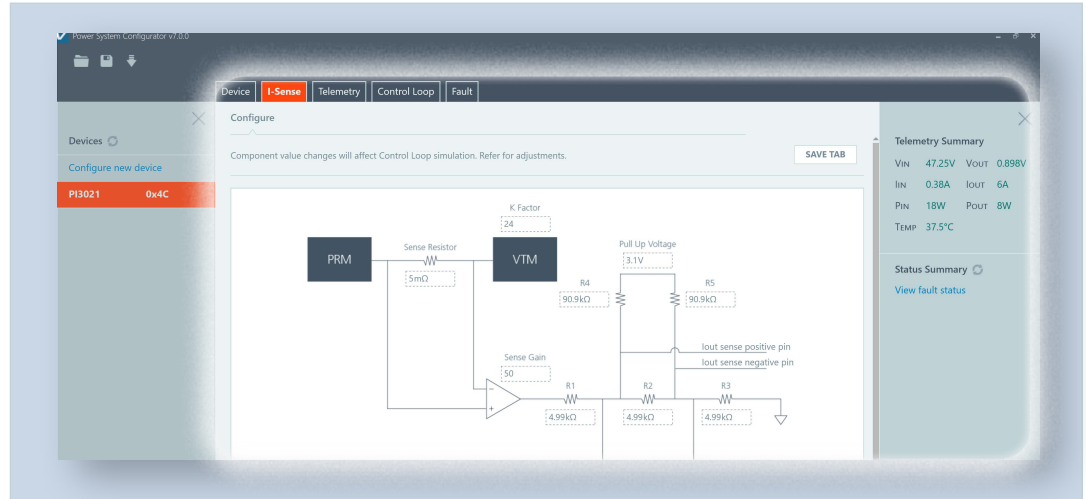 Power System Configurator v7.0.0
Device I-Sense Telemetry Control Loop Fault
Devices
Configure new device
PI3021 0x4C
Configure
Component value changes will affect Control Loop simulation. Refer for adjustments.
SAVE TAB
K Factor
24
PRM
Sense Resistor
5mΩ
VTM
Pull Up Voltage
3.1V
R4
90.9kΩ
R5
90.9kΩ
Iout sense positive pin
Iout sense negative pin
Sense Gain
50
−
+
R1
4.99kΩ
R2
4.99kΩ
R3
4.99kΩ
Telemetry Summary
VIN 47.25V VOUT 0.898V
IIN 0.38A IOUT 6A
PIN 18W POUT 8W
TEMP 37.5°C
Status Summary
View fault status